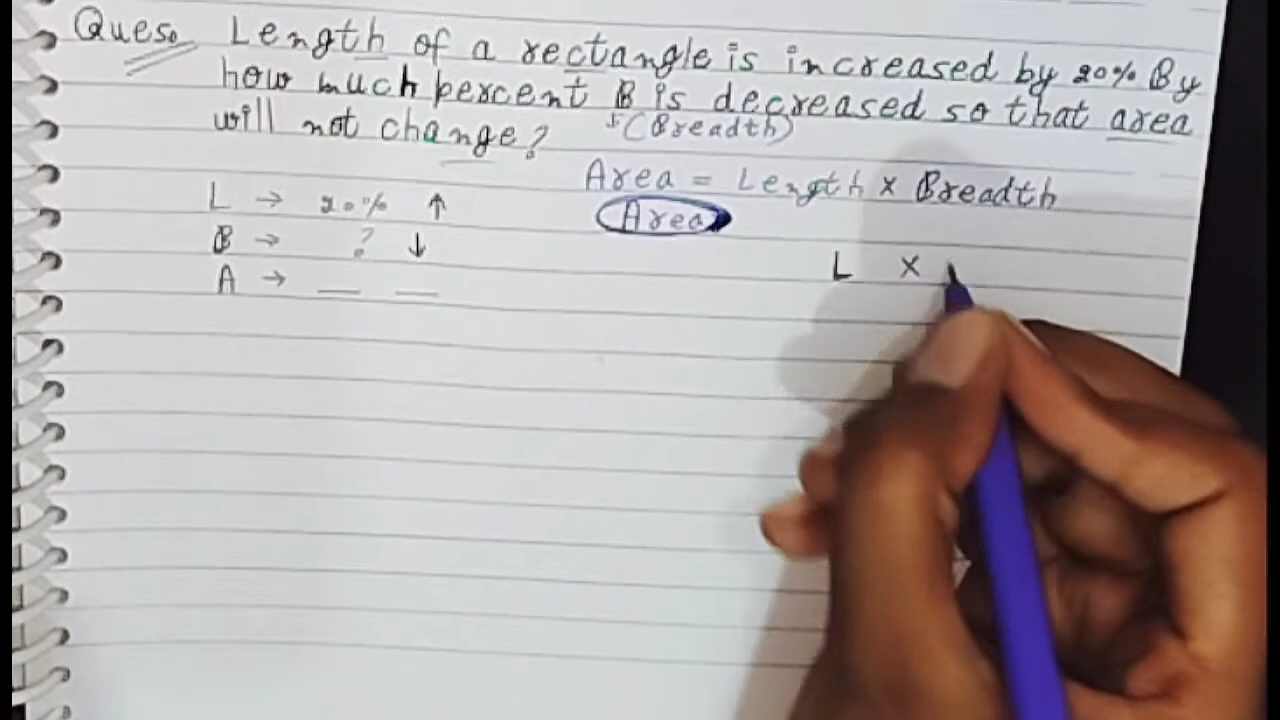 Ques. Length of a rectangle is increased by 20% By
how much percent B is decreased so that area
will not change? ↓(Breadth)
Area = Length × Breadth
L → 20% ↑
Area
B → ? ↓
L ×
A → __ __